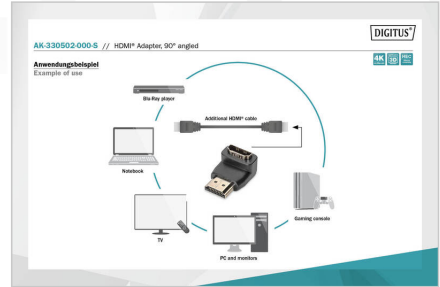 DIGITUS®
AK-330502-000-S // HDMI® Adapter, 90° angled
4K
3D
HEC
Anwendungsbeispiel
Example of use
Blu-Ray player
Additional HDMI® cable
Notebook
Gaming console
TV
PC and monitors